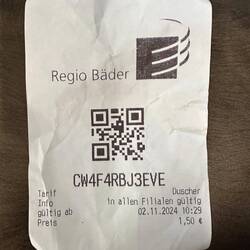 Regio Bäder
CW4F4RBJ3EVE
Tarif Duscher
Info in allen Filialen gültig
gültig ab 02.11.2024 10:29
Preis 1,50 €